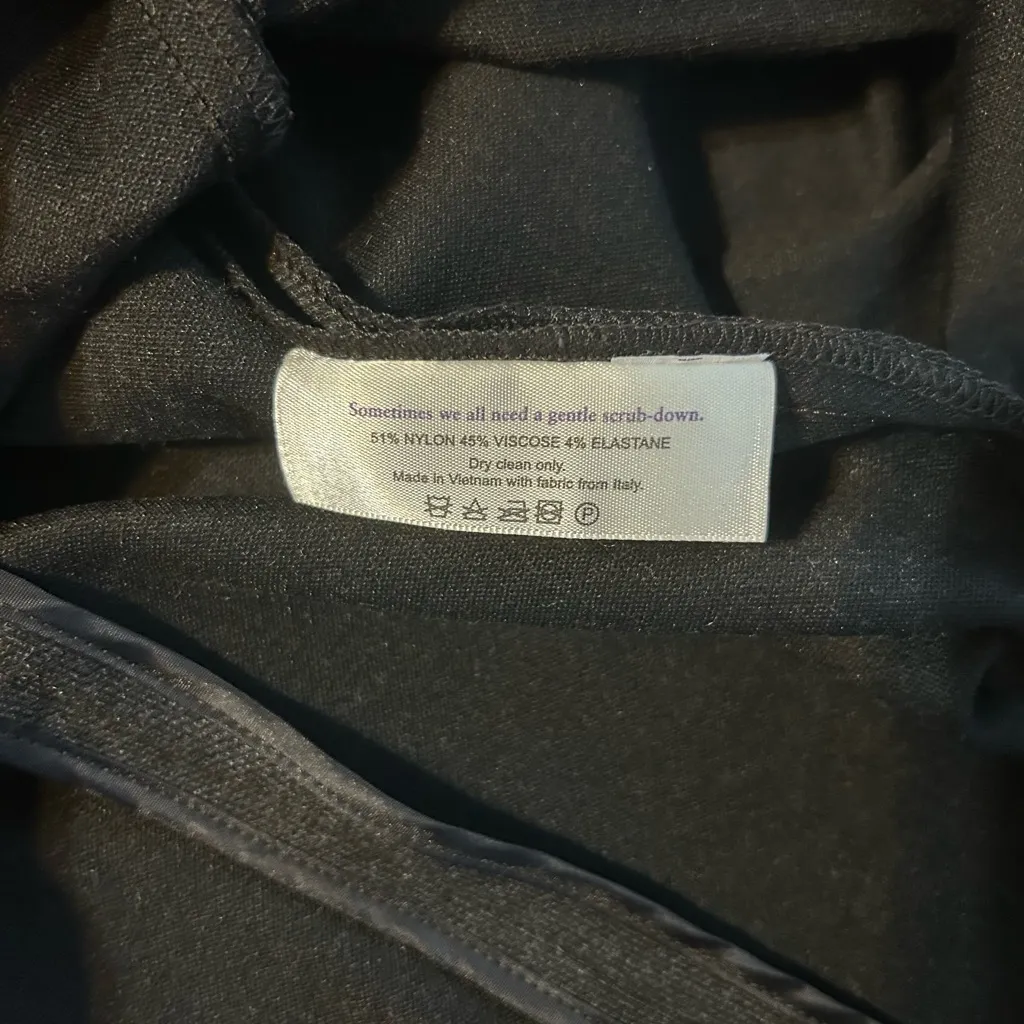 Sometimes we all need a gentle scrub-down.
51% NYLON 45% VISCOSE 4% ELASTANE
Dry clean only.
Made in Vietnam with fabric from Italy.
P